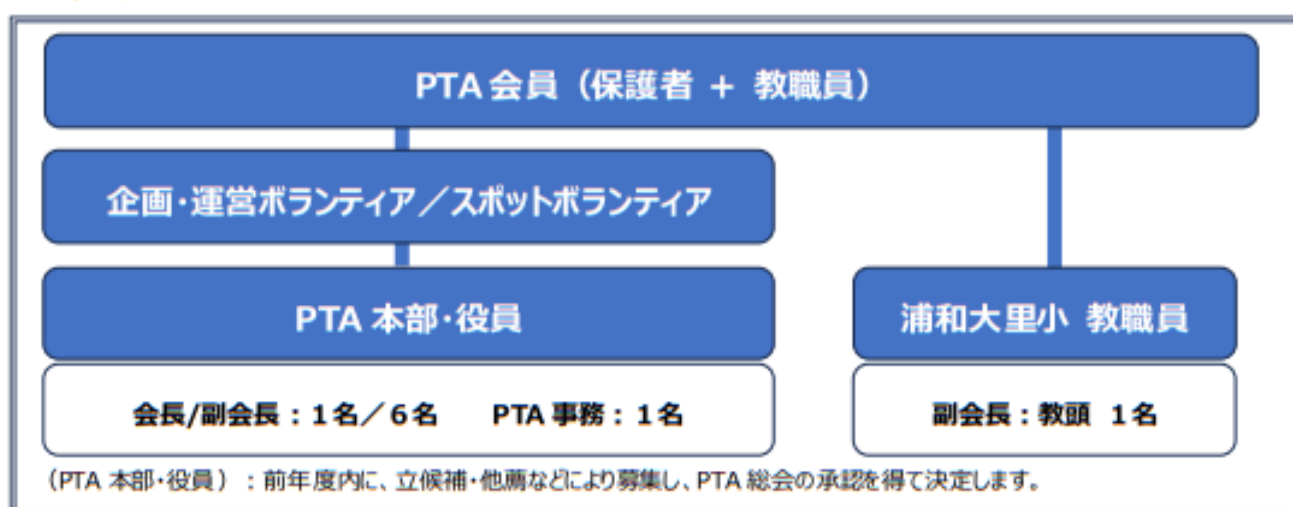 PTA 会員（保護者 + 教職員）
企画・運営ボランティア／スポットボランティア
PTA 本部・役員
浦和大里小 教職員
会長/副会長：1名／6名 PTA 事務：1名
副会長：教頭 1名
（PTA 本部・役員）：前年度内に、立候補・他薦などにより募集し、PTA 総会の承認を得て決定します。